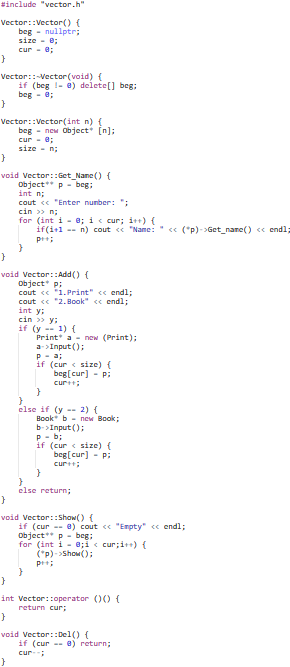 #include "vector.h"
Vector::Vector() {
beg = nullptr;
size = 0;
cur = 0;
}
Vector::~Vector(void) {
if (beg != 0) delete[] beg;
beg = 0;
}
Vector::Vector(int n) {
beg = new Object* [n];
cur = 0;
size = n;
}
void Vector::Get_Name() {
Object** p = beg;
int n;
cout << "Enter number: ";
cin >> n;
for (int i = 0; i < cur; i++) {
if(i+1 == n) cout << "Name: " << (*p)->Get_name() << endl;
p++;
}
}
void Vector::Add() {
Object* p;
cout << "1.Print" << endl;
cout << "2.Book" << endl;
int y;
cin >> y;
if (y == 1) {
Print* a = new (Print);
a->Input();
p = a;
if (cur < size) {
beg[cur] = p;
cur++;
}
}
else if (y == 2) {
Book* b = new Book;
b->Input();
p = b;
if (cur < size) {
beg[cur] = p;
cur++;
}
}
else return;
}
void Vector::Show() {
if (cur == 0) cout << "Empty" << endl;
Object** p = beg;
for (int i = 0;i < cur;i++) {
(*p)->Show();
p++;
}
}
int Vector::operator ()() {
return cur;
}
void Vector::Del() {
if (cur == 0) return;
cur--;
}